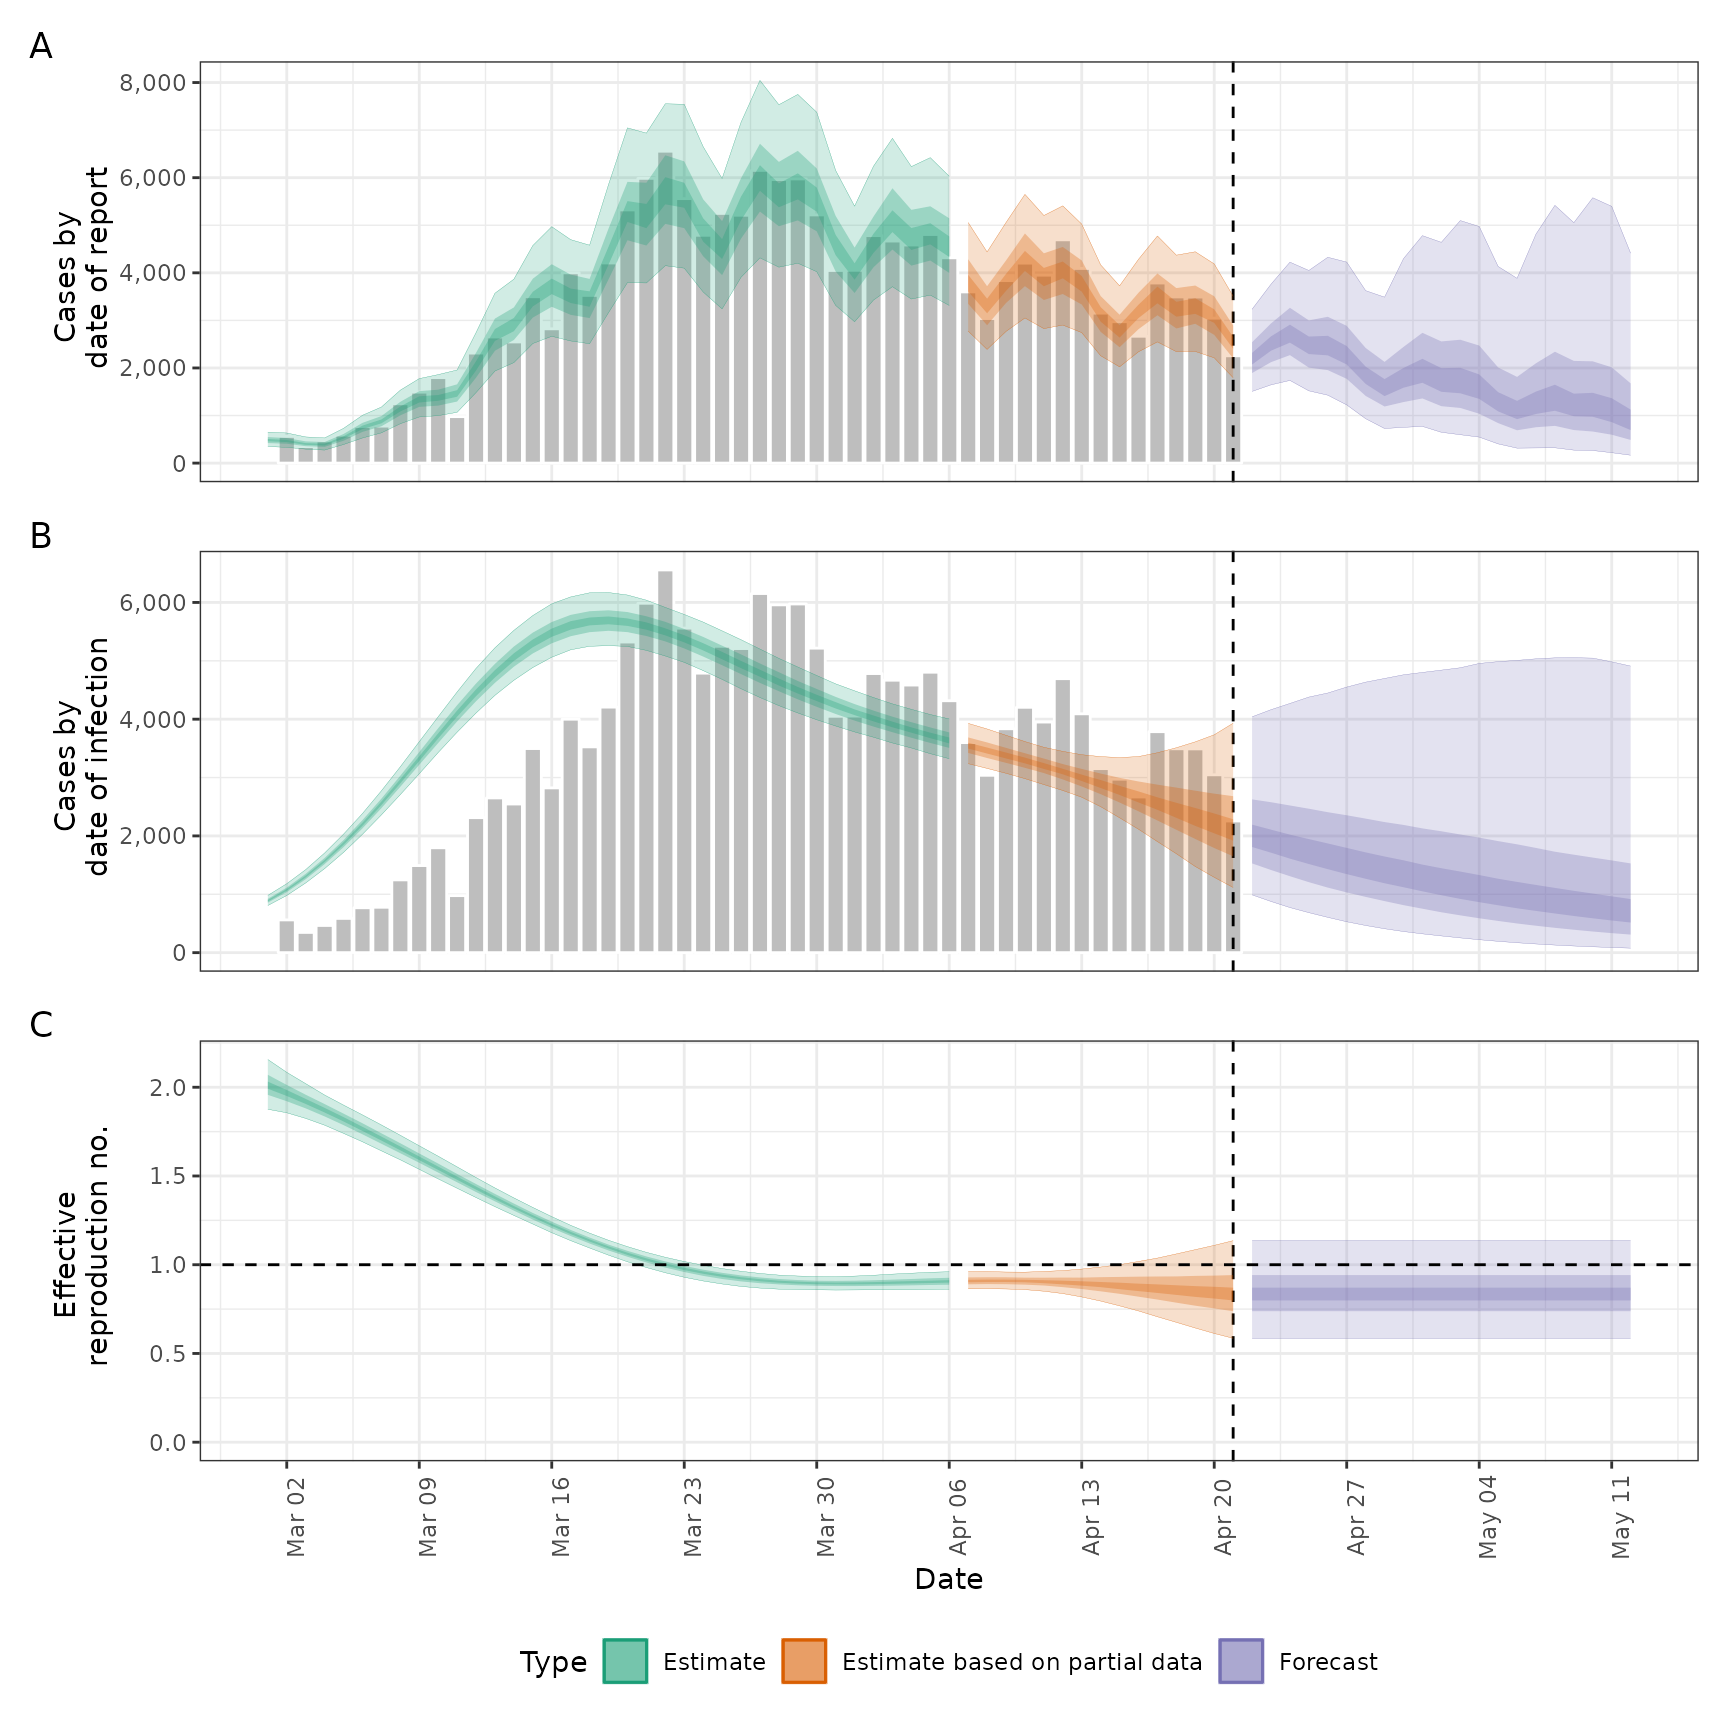 A
Cases by
date of report
8,000
6,000
4,000
2,000
0
B
Cases by
date of infection
6,000
4,000
2,000
0
C
Effective
reproduction no.
2.0
1.5
1.0
0.5
0.0
Mar 02
Mar 09
Mar 16
Mar 23
Mar 30
Apr 06
Apr 13
Apr 20
Apr 27
May 04
May 11
Date
Type Estimate Estimate based on partial data Forecast